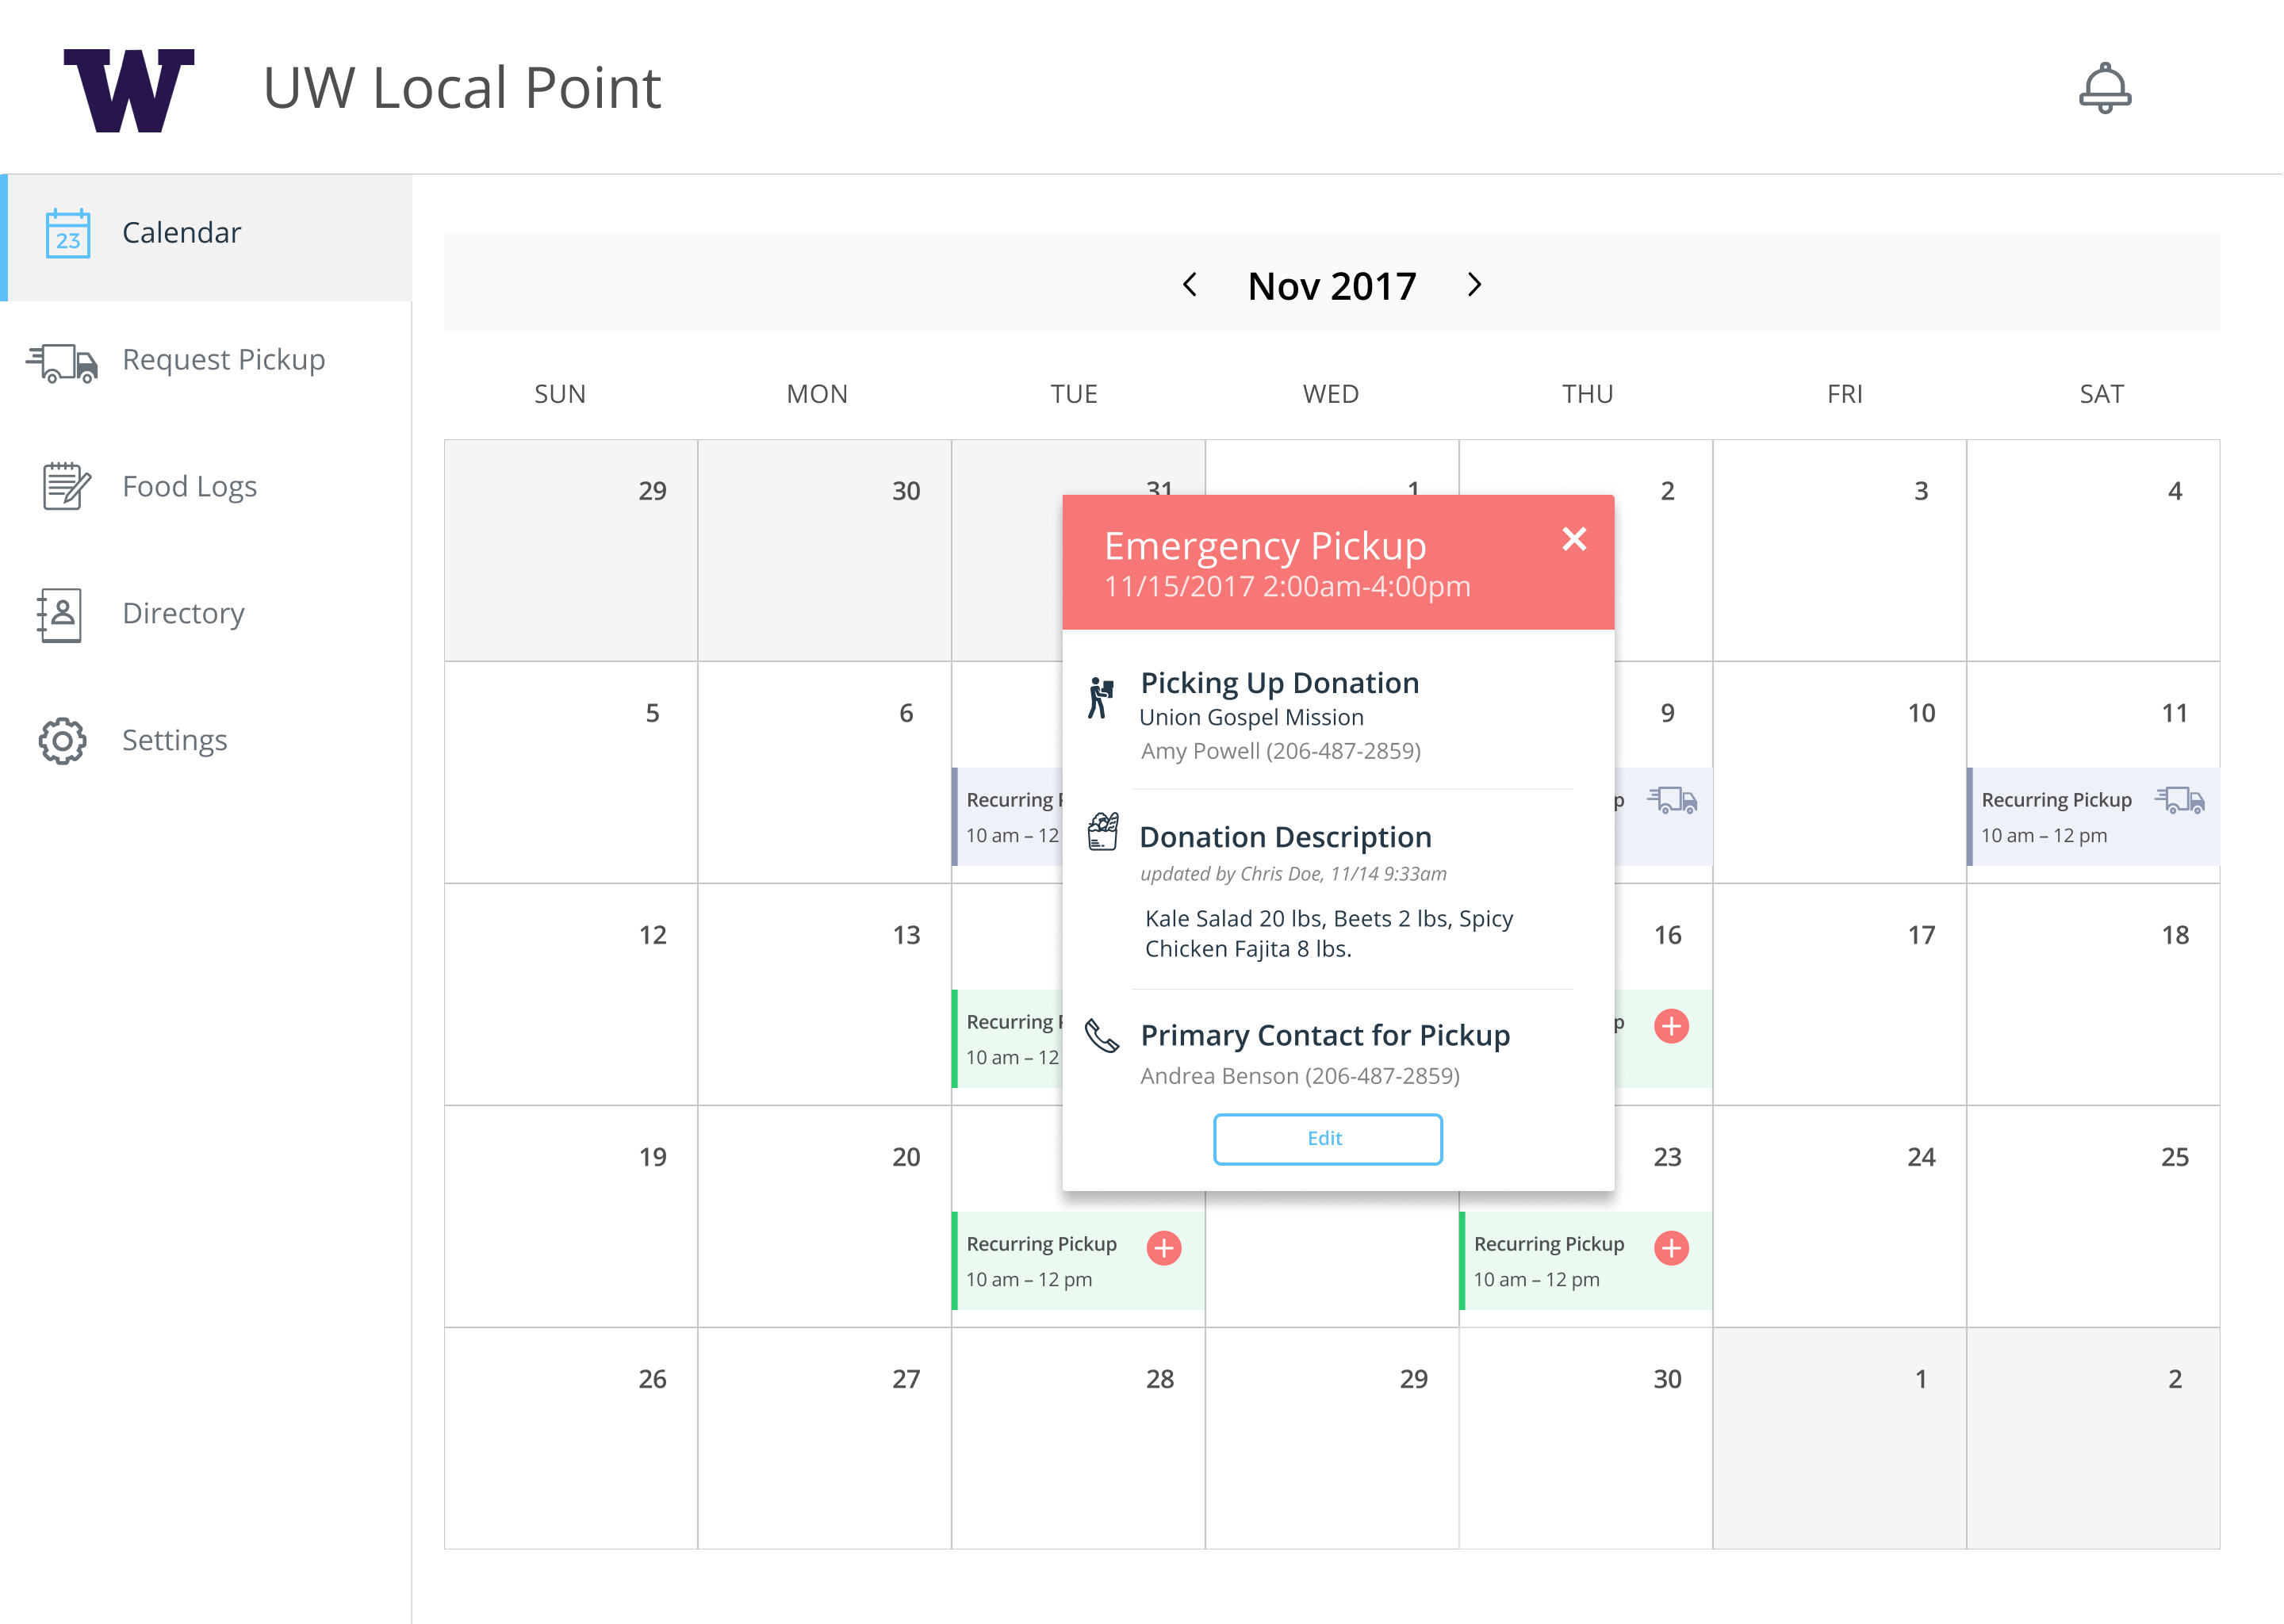 W
UW Local Point
23
Calendar
Request Pickup
Food Logs
Directory
Settings
Nov 2017
SUN MON TUE WED THU FRI SAT
29 30 31 1 2 3 4
Emergency Pickup
11/15/2017 2:00am-4:00pm
Picking Up Donation
Union Gospel Mission
Amy Powell (206-487-2859)
Donation Description
updated by Chris Doe, 11/14 9:33am
Kale Salad 20 lbs, Beets 2 lbs, Spicy
Chicken Fajita 8 lbs.
Primary Contact for Pickup
Andrea Benson (206-487-2859)
Edit
5 6 9 10 11
Recurring
10 am – 12
p
Recurring Pickup
10 am – 12 pm
12 13 16 17 18
Recurring
10 am – 12
p
19 20 23 24 25
Recurring Pickup
10 am – 12 pm
Recurring Pickup
10 am – 12 pm
26 27 28 29 30 1 2